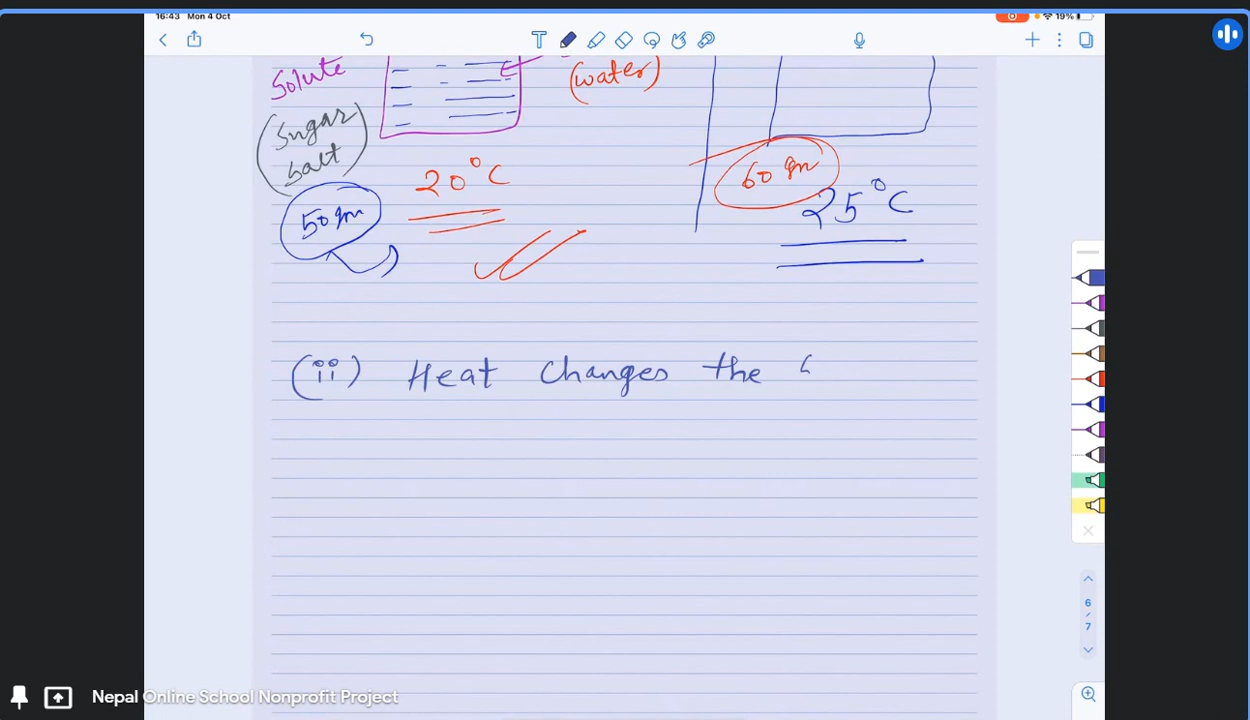 16:43 Mon 4 Oct
19%
T
Solute
(water)
(Sugar
Salt)
20°C
60 gm
50 gm
25°C
(ii) Heat changes the
6
/
7
Nepal Online School Nonprofit Project